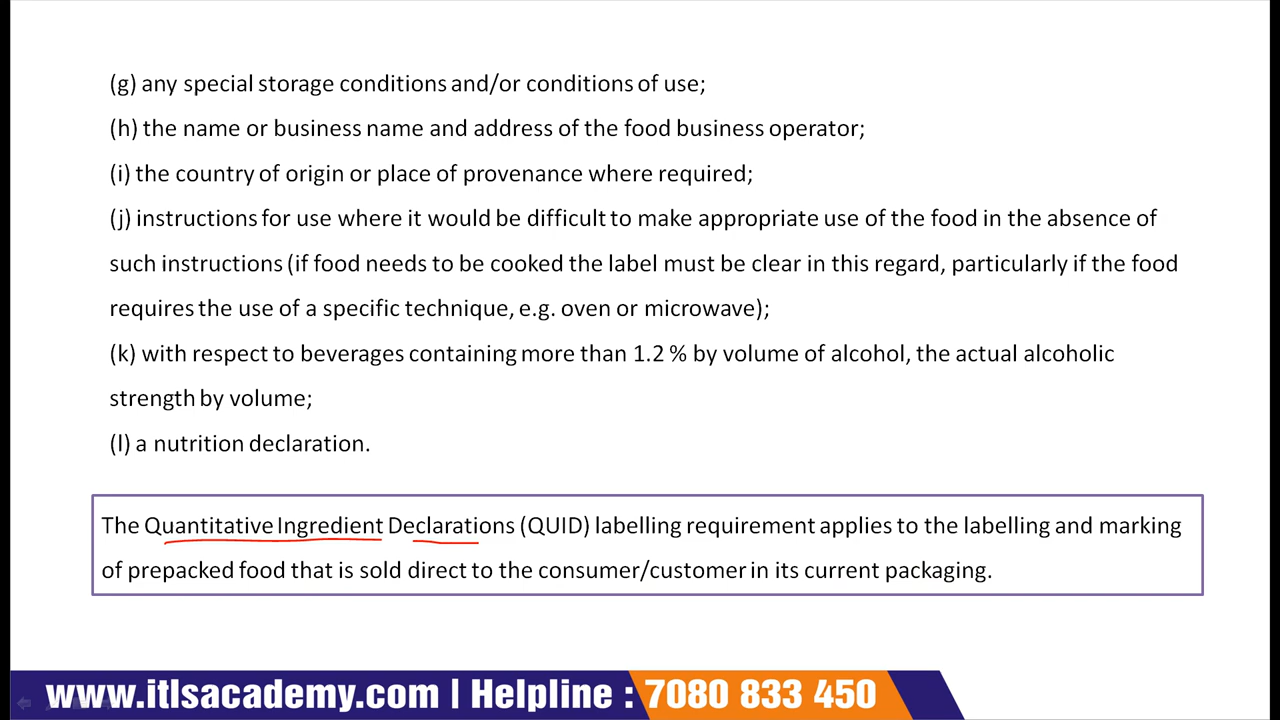 (g) any special storage conditions and/or conditions of use;
(h) the name or business name and address of the food business operator;
(i) the country of origin or place of provenance where required;
(j) instructions for use where it would be difficult to make appropriate use of the food in the absence of
such instructions (if food needs to be cooked the label must be clear in this regard, particularly if the food
requires the use of a specific technique, e.g. oven or microwave);
(k) with respect to beverages containing more than 1.2 % by volume of alcohol, the actual alcoholic
strength by volume;
(l) a nutrition declaration.
The Quantitative Ingredient Declarations (QUID) labelling requirement applies to the labelling and marking
of prepacked food that is sold direct to the consumer/customer in its current packaging.
www.itlsacademy.com | Helpline : 7080 833 450